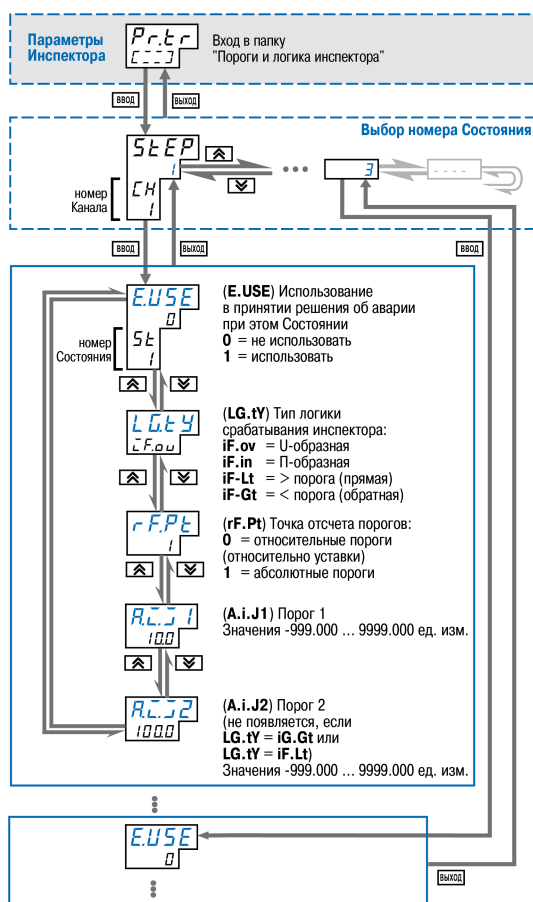 Параметры
Инспектора
Pr.tr
[---]
Вход в папку
"Пороги и логика инспектора"
ВВОД
ВЫХОД
Выбор номера Состояния
StEP
1
...
3
----
номер
Канала
CH
1
ВВОД
ВЫХОД
ВВОД
E.USE
0
номер
Состояния
St
1
(E.USE) Использование
в принятии решения об аварии
при этом Состоянии
0 = не использовать
1 = использовать
LG.tY
iF.ou
(LG.tY) Тип логики
срабатывания инспектора:
iF.ov = U-образная
iF.in = П-образная
iF-Lt = > порога (прямая)
iF-Gt = < порога (обратная)
rF.Pt
1
(rF.Pt) Точка отсчета порогов:
0 = относительные пороги
(относительно уставки)
1 = абсолютные пороги
A.i.J1
10.0
(A.i.J1) Порог 1
Значения -999.000 ... 9999.000 ед. изм.
A.i.J2
100.0
(A.i.J2) Порог 2
(не появляется, если
LG.tY = iG.Gt или
LG.tY = iF.Lt)
Значения -999.000 ... 9999.000 ед. изм.
E.USE
0
ВЫХОД